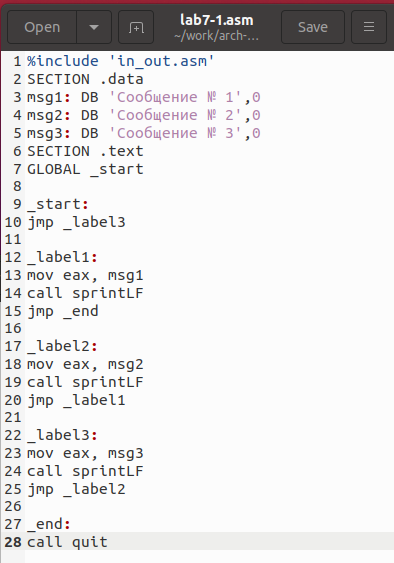 Open
lab7-1.asm
~/work/arch-...
Save
1 %include 'in_out.asm'
2 SECTION .data
3 msg1: DB 'Сообщение № 1',0
4 msg2: DB 'Сообщение № 2',0
5 msg3: DB 'Сообщение № 3',0
6 SECTION .text
7 GLOBAL _start
8
9 _start:
10 jmp _label3
11
12 _label1:
13 mov eax, msg1
14 call sprintLF
15 jmp _end
16
17 _label2:
18 mov eax, msg2
19 call sprintLF
20 jmp _label1
21
22 _label3:
23 mov eax, msg3
24 call sprintLF
25 jmp _label2
26
27 _end:
28 call quit